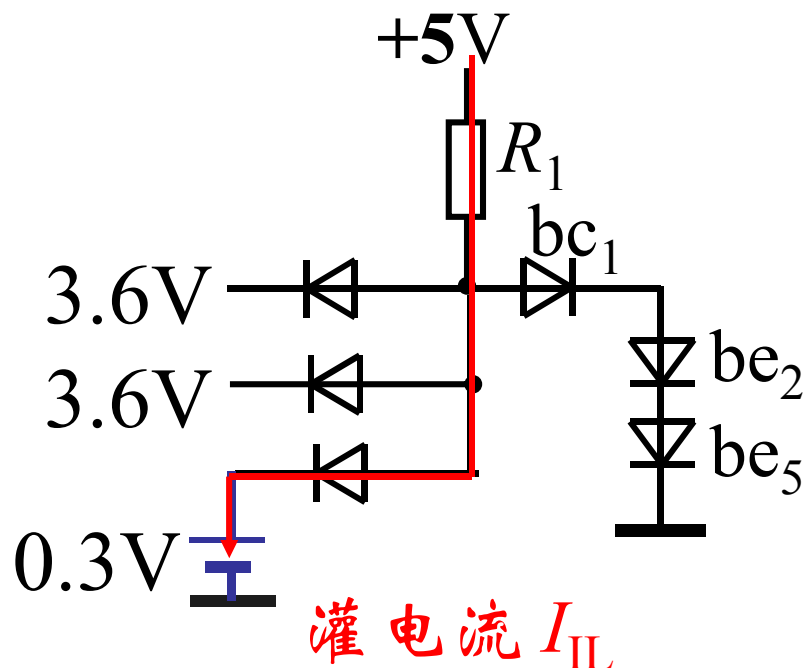 +5V
R1
bc1
3.6V
3.6V
be2
be5
0.3V
灌电流 IIL